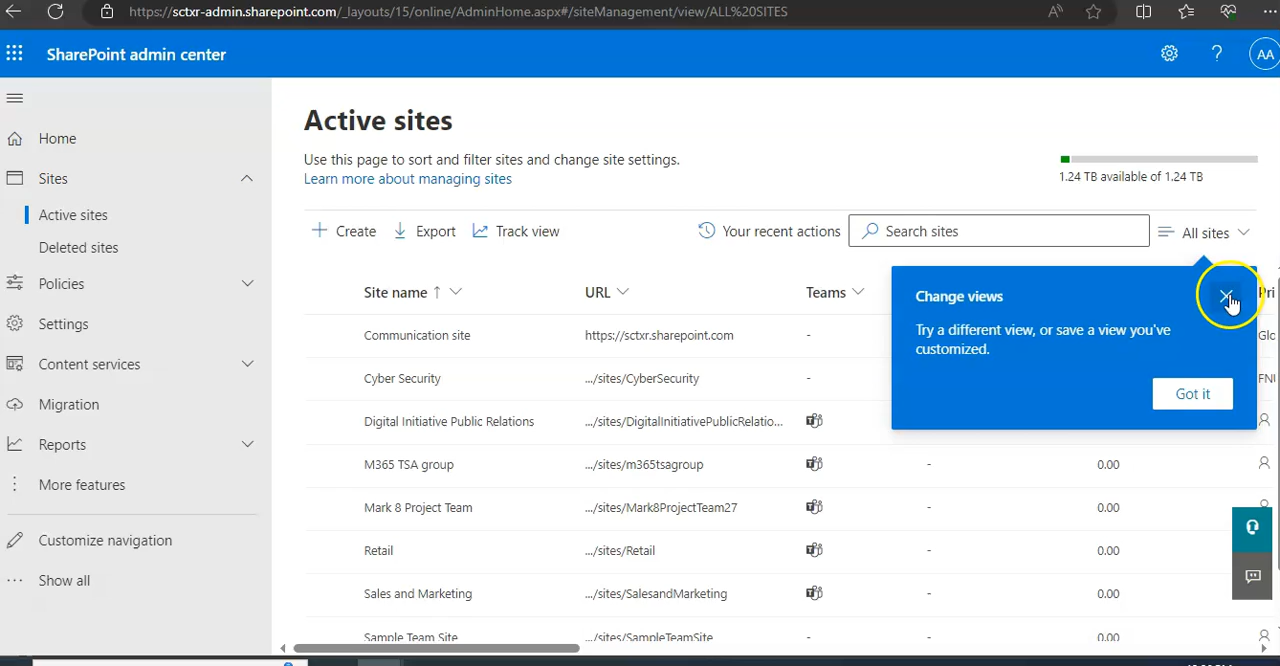 https://sctxr-admin.sharepoint.com/_layouts/15/online/AdminHome.aspx#/siteManagement/view/ALL%20SITES
SharePoint admin center
AA
Home
Sites
Active sites
Deleted sites
Policies
Settings
Content services
Migration
Reports
More features
Customize navigation
Show all
Active sites
Use this page to sort and filter sites and change site settings.
Learn more about managing sites
1.24 TB available of 1.24 TB
Create Export Track view Your recent actions Search sites All sites
Site name ↑ URL Teams Pri
Change views
Try a different view, or save a view you've
customized.
Got it
Communication site https://sctxr.sharepoint.com - Glo
Cyber Security .../sites/CyberSecurity - FNI
Digital Initiative Public Relations .../sites/DigitalInitiativePublicRelatio...
M365 TSA group .../sites/m365tsagroup - 0.00
Mark 8 Project Team .../sites/Mark8ProjectTeam27 - 0.00
Retail .../sites/Retail - 0.00
Sales and Marketing .../sites/SalesandMarketing - 0.00
Sample Team Site .../sites/SampleTeamSite - - 0.00